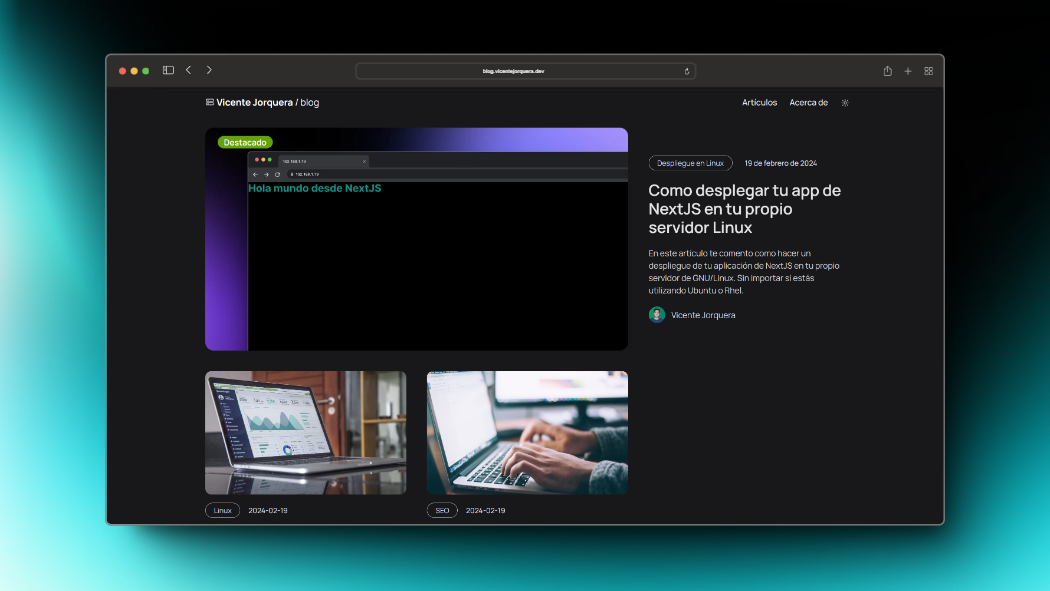 blog.vicentejorquera.dev
Vicente Jorquera / blog
Artículos
Acerca de
Destacado
192.168.1.19
192.168.1.19
Hola mundo desde NextJS
Despliegue en Linux
19 de febrero de 2024
Como desplegar tu app de
NextJS en tu propio
servidor Linux
En este artículo te comento como hacer un
despliegue de tu aplicación de NextJS en tu propio
servidor de GNU/Linux. Sin importar si estás
utilizando Ubuntu o Rhel.
Vicente Jorquera
Linux
2024-02-19
SEO
2024-02-19